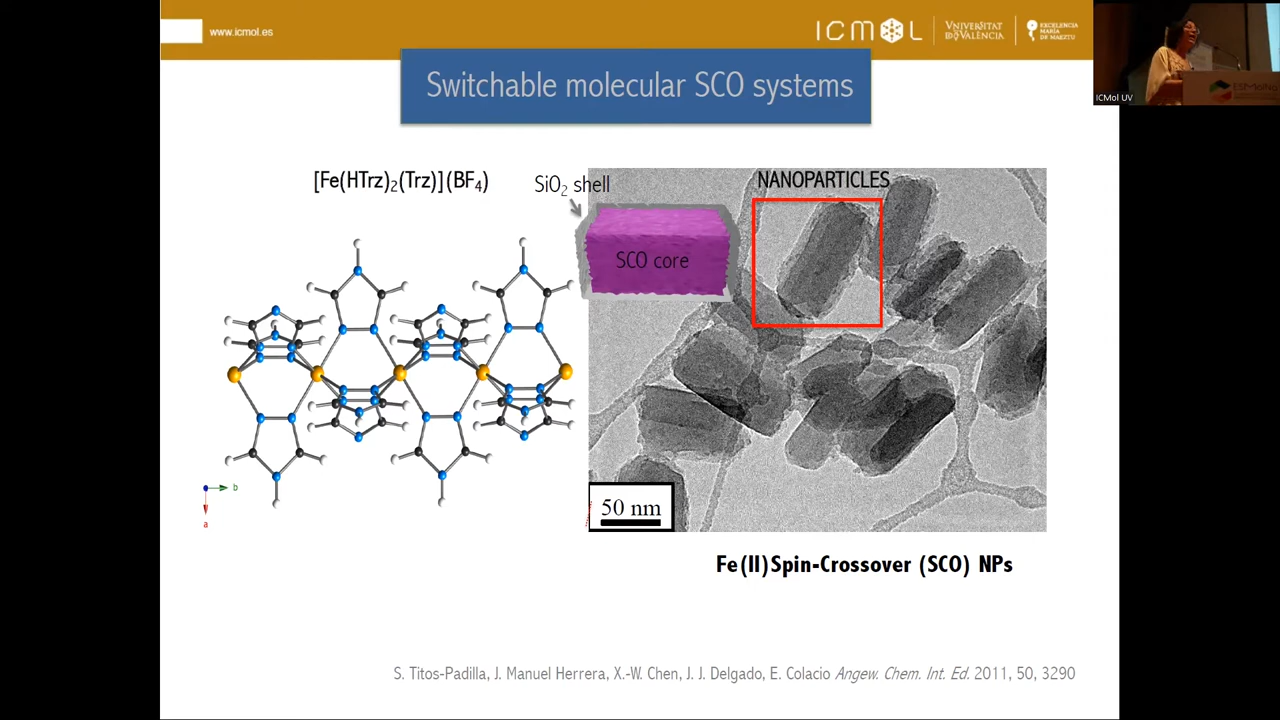 www.icmol.es
ICMOL
VNIVERSITAT
ID VALÈNCIA
EXCELENCIA
MARÍA
DE MAEZTU
ICMol UV
Switchable molecular SCO systems
[Fe(HTrz)2(Trz)](BF4)
SiO2 shell
NANOPARTICLES
SCO core
b
a
50 nm
Fe(II)Spin-Crossover (SCO) NPs
S. Titos-Padilla, J. Manuel Herrera, X.-W. Chen, J. J. Delgado, E. Colacio Angew. Chem. Int. Ed. 2011, 50, 3290